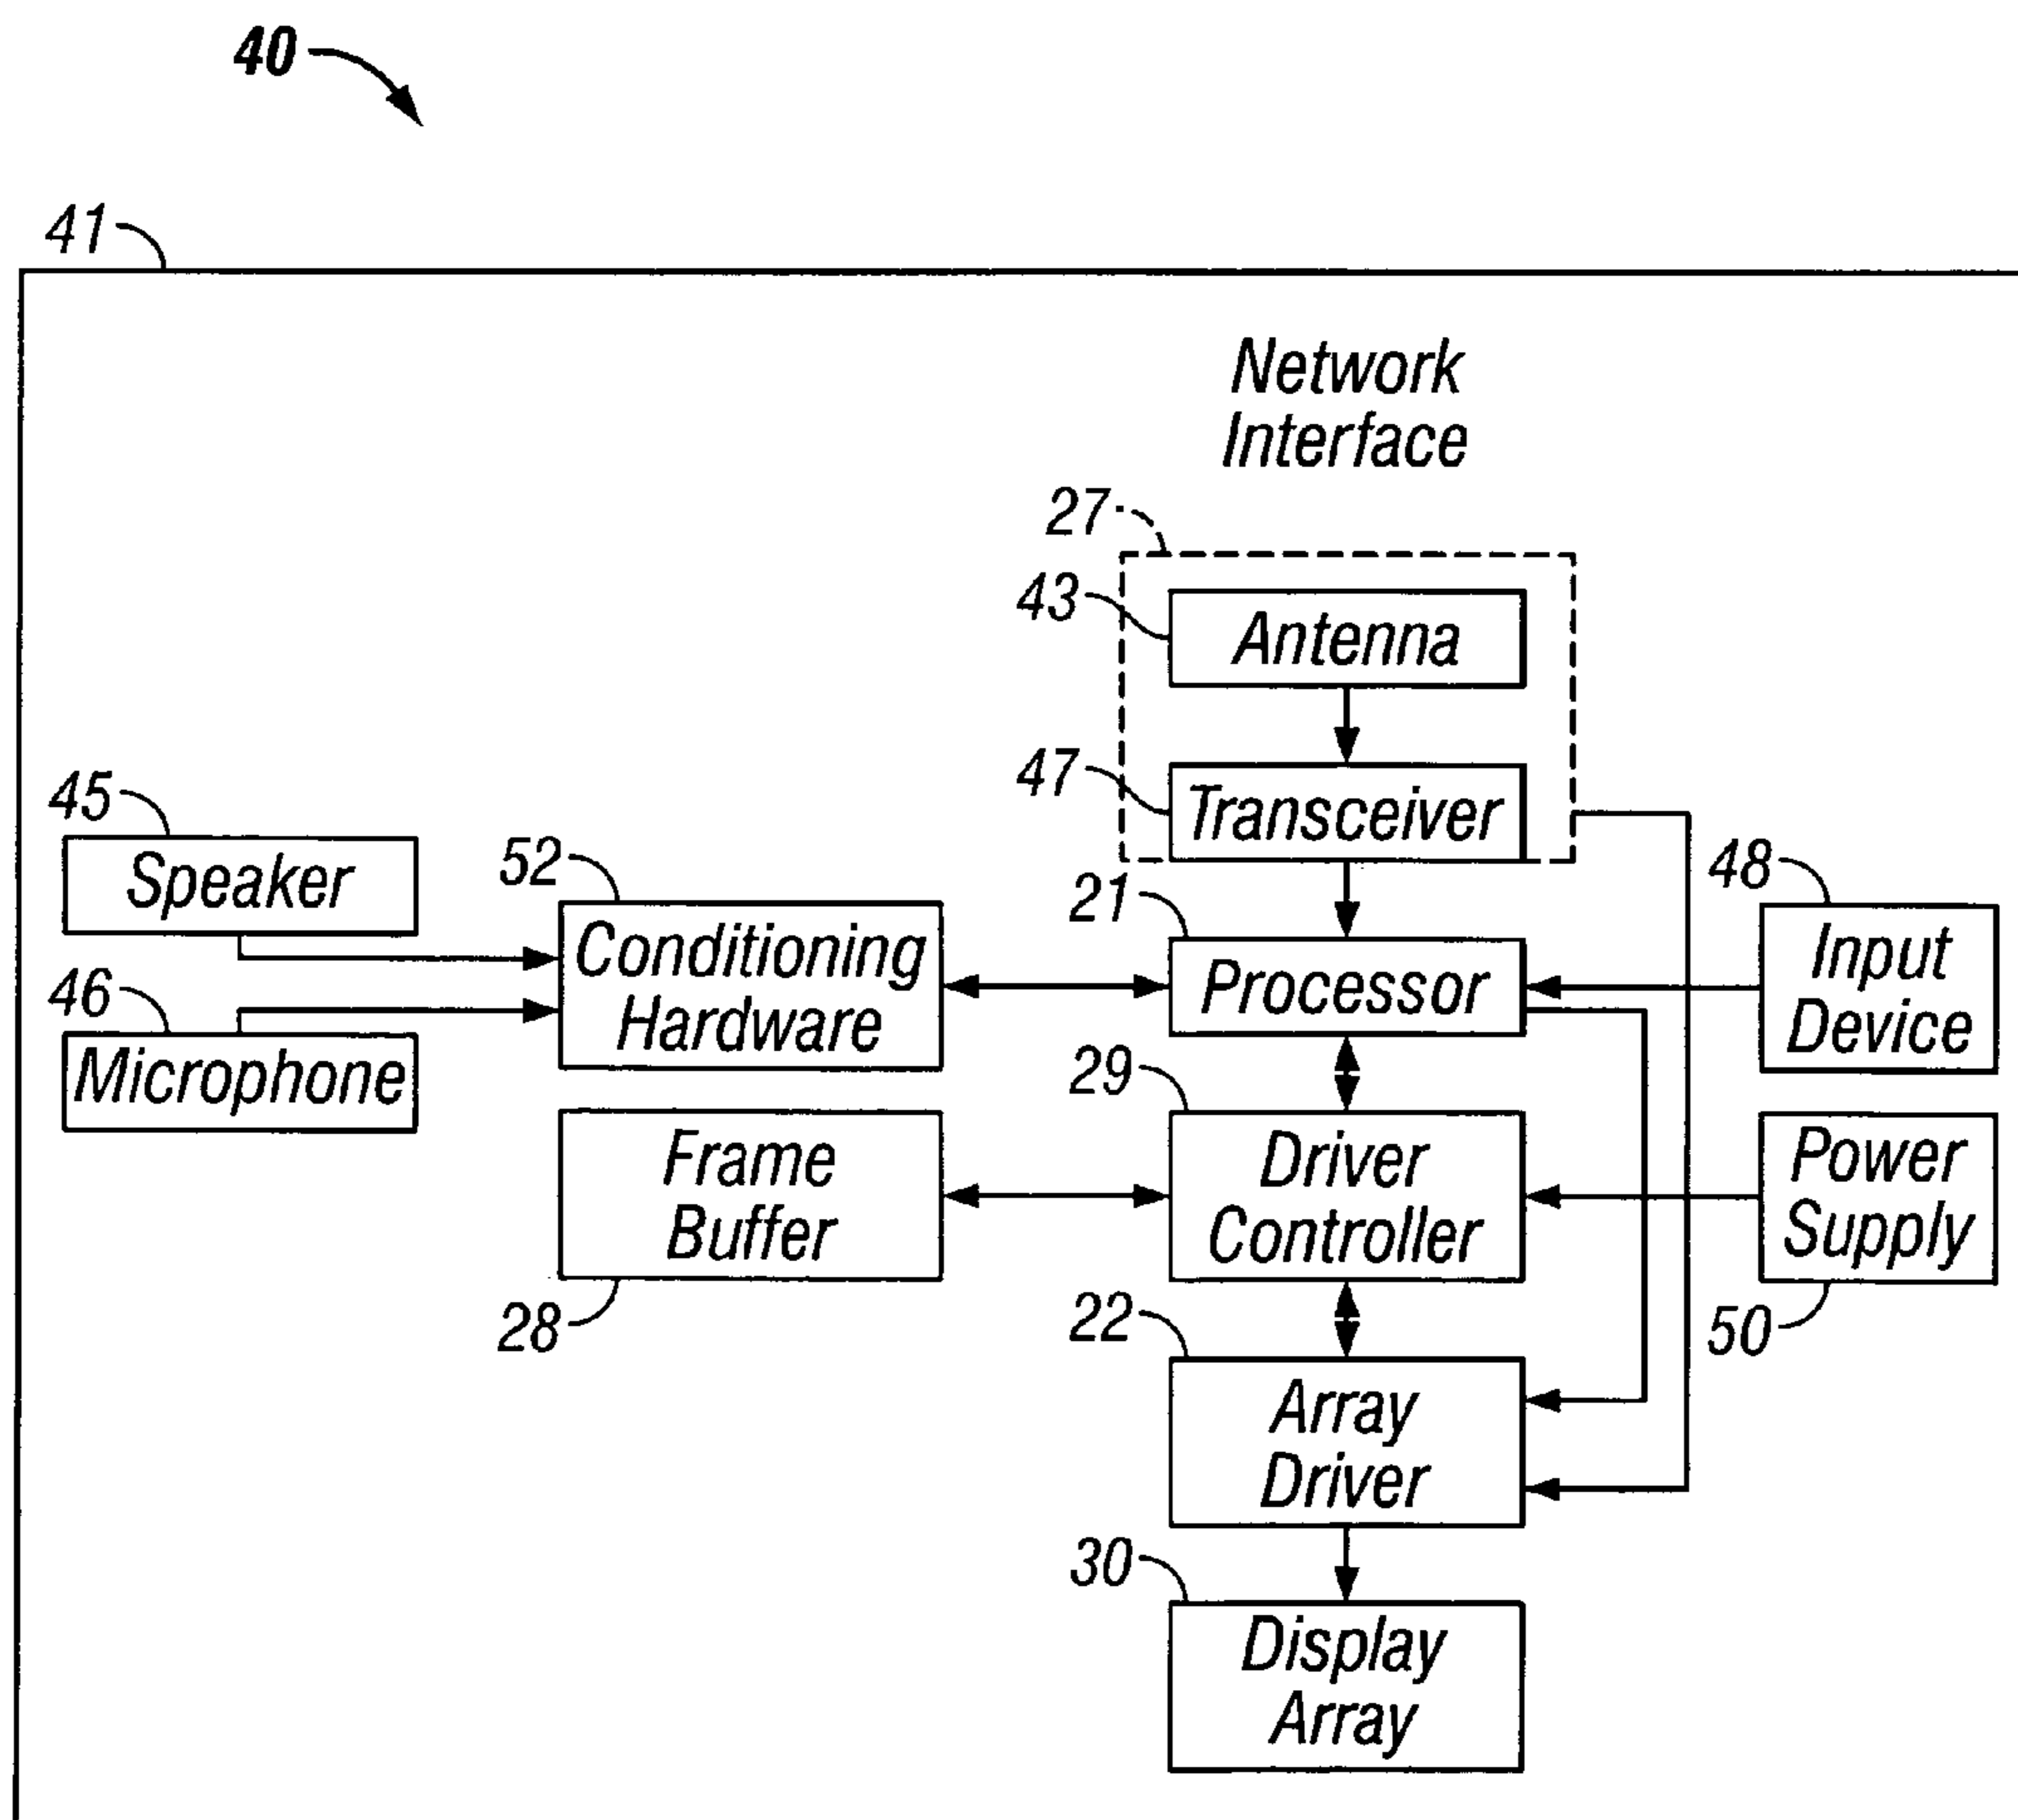 40
41
Network
Interface
27
43
Antenna
47
Transceiver
45
Speaker
52
Conditioning
Hardware
21
Processor
48
Input
Device
46
Microphone
29
Driver
Controller
Frame
Buffer
28
Power
Supply
50
22
Array
Driver
30
Display
Array